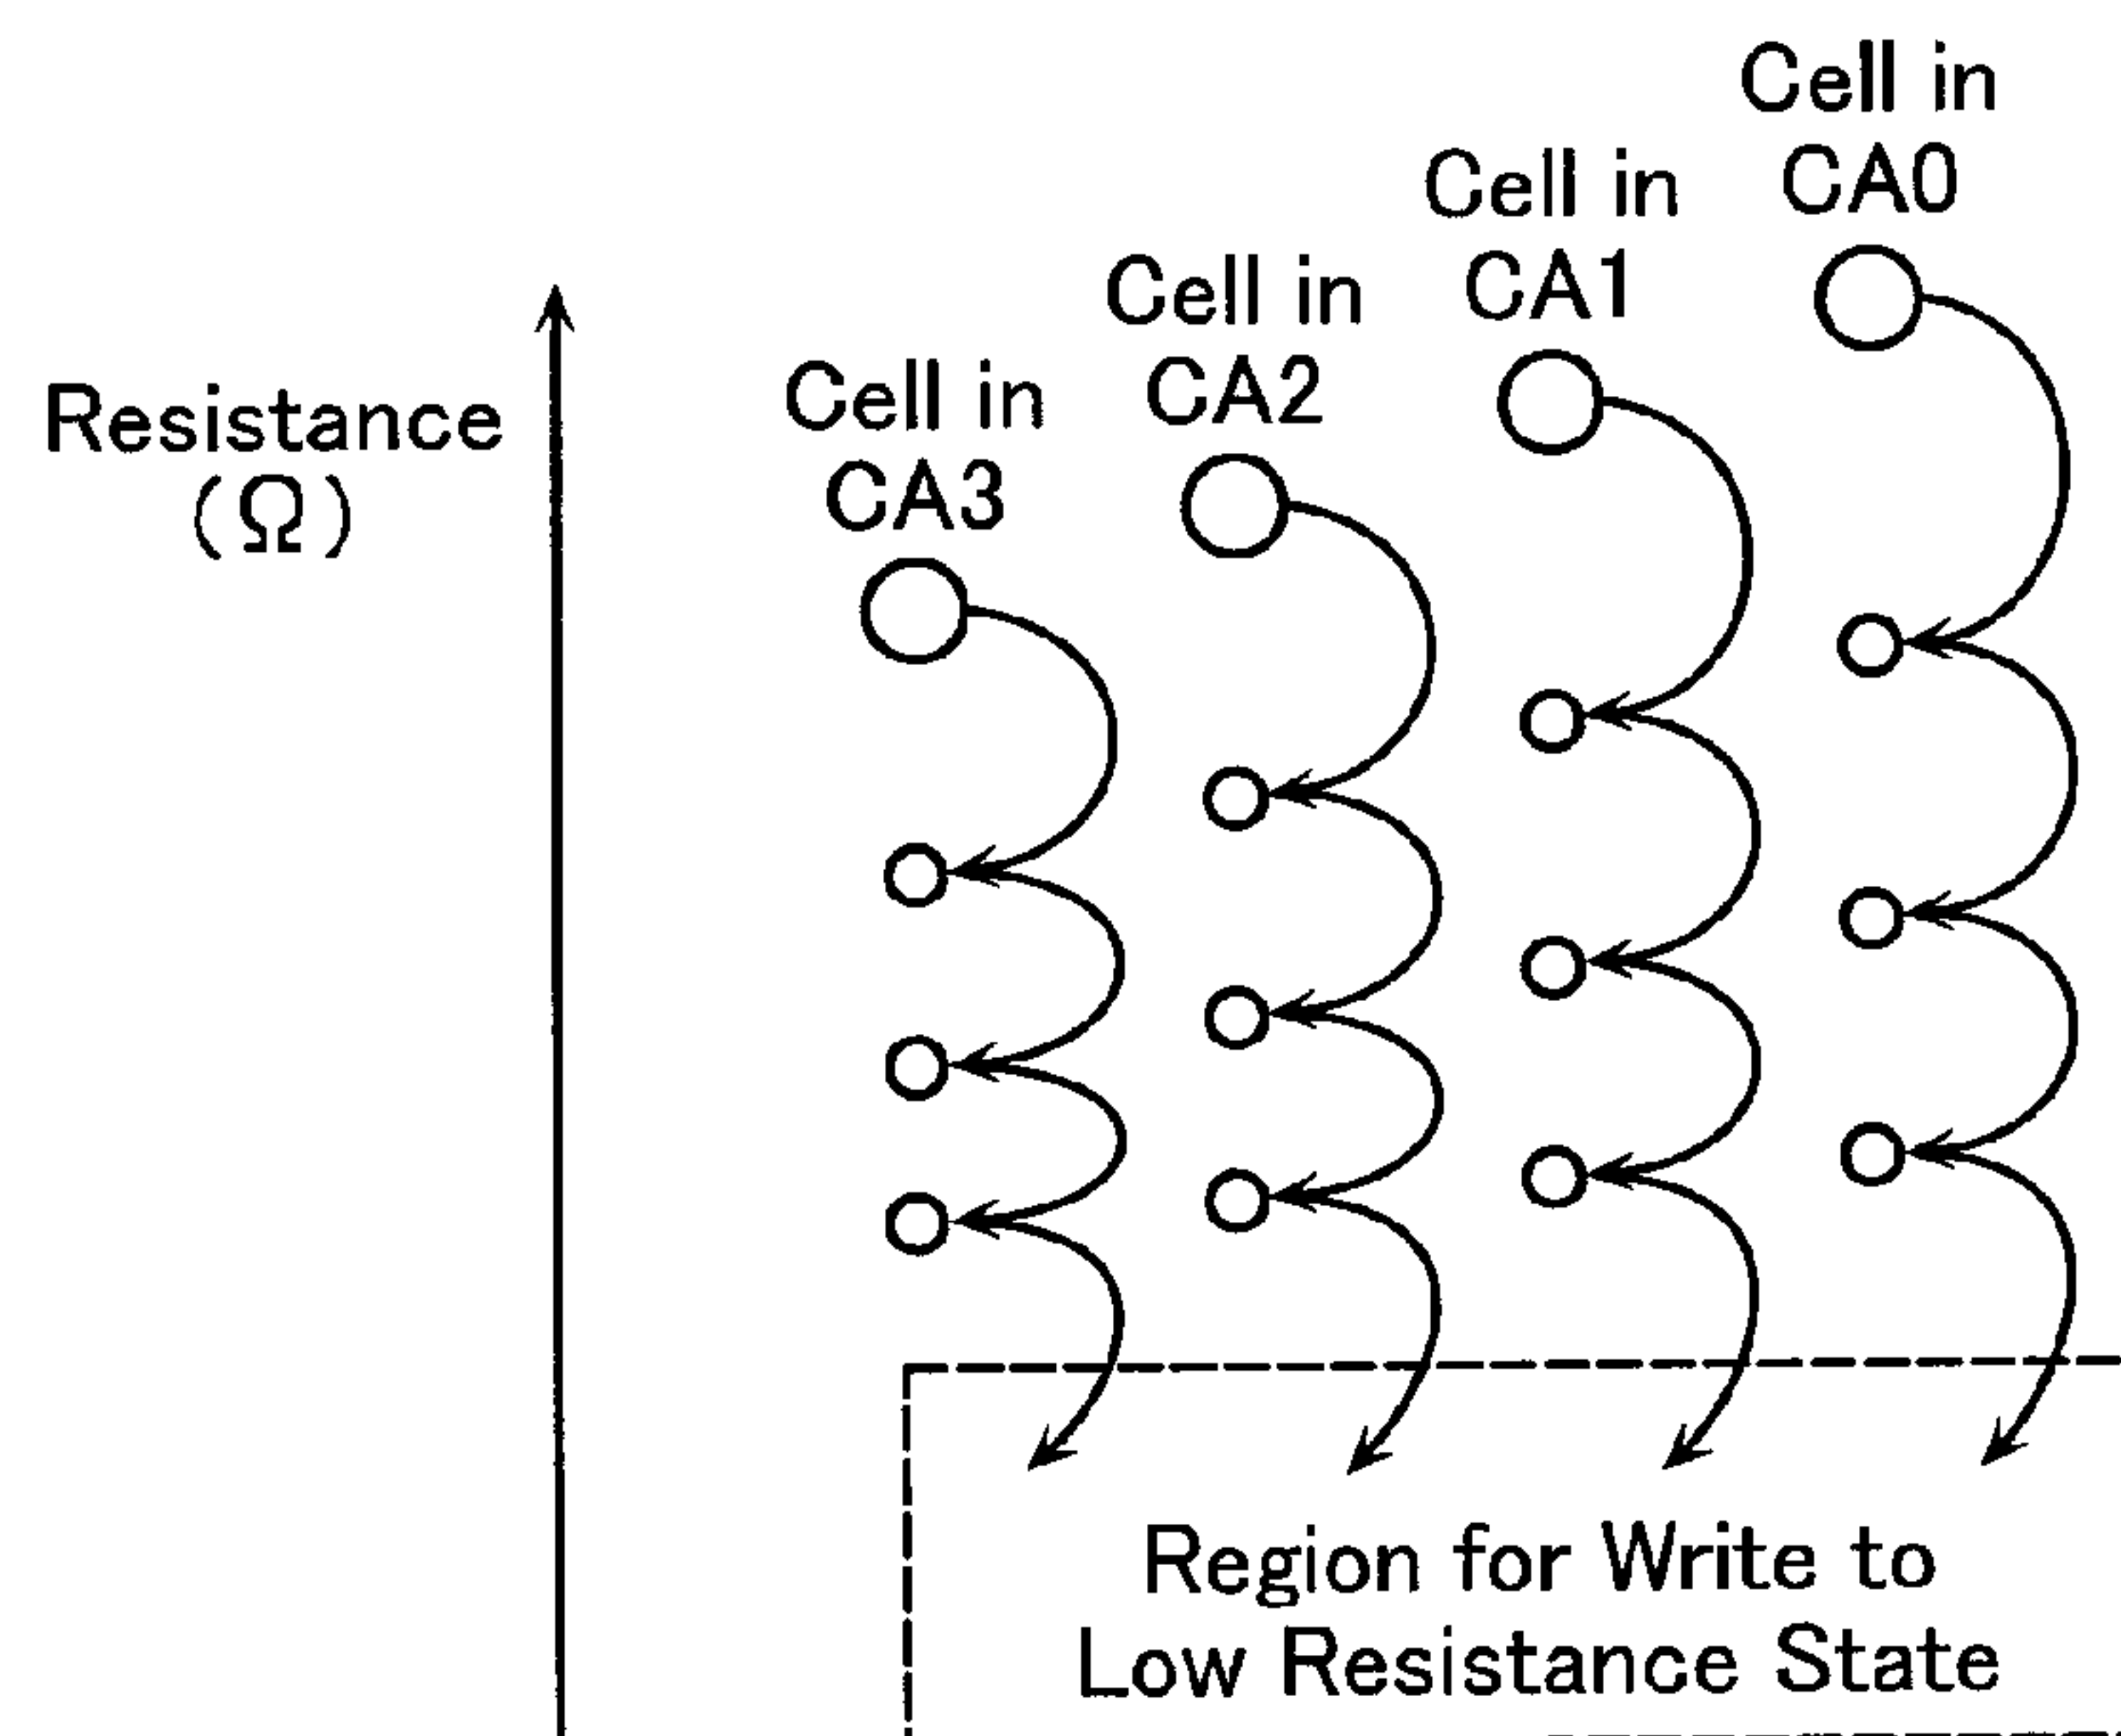 Cell in
CA0
Cell in
CA1
Cell in
CA2
Cell in
CA3
Resistance
(Ω)
Region for Write to
Low Resistance State